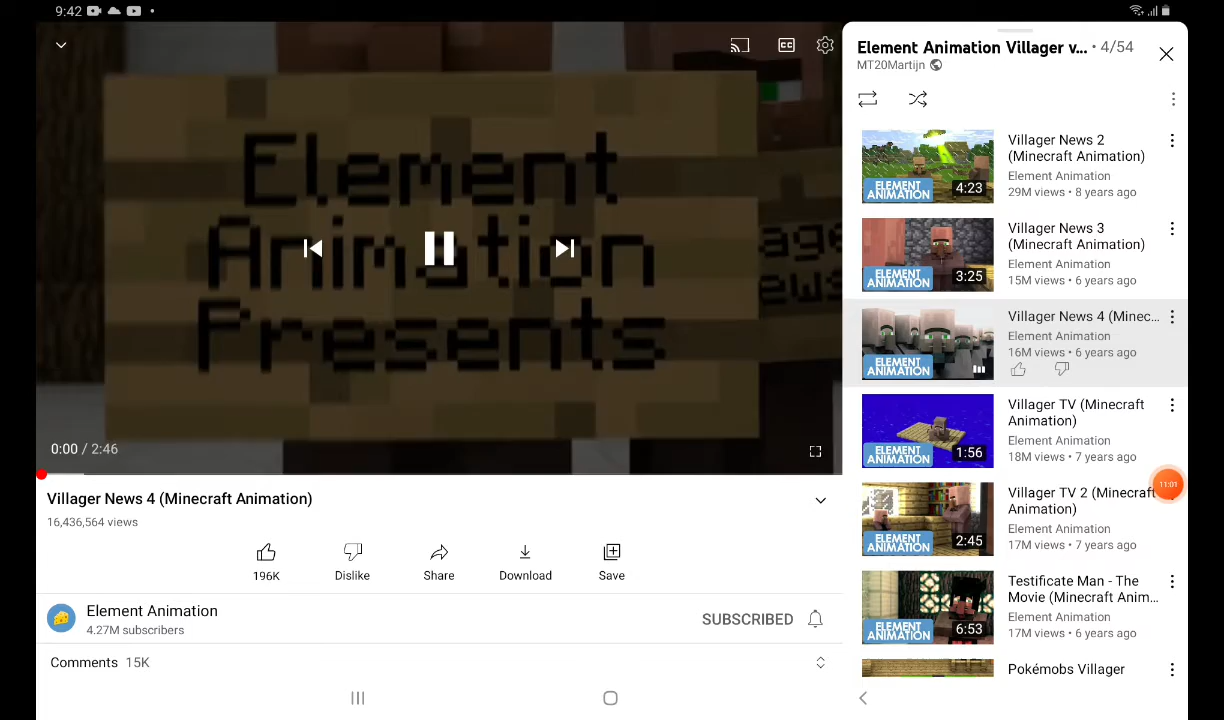 9:42
Element
Animation
Presents
0:00 / 2:46
Villager News 4 (Minecraft Animation)
16,436,564 views
196K
Dislike
Share
Download
Save
Element Animation
4.27M subscribers
SUBSCRIBED
Comments 15K
Element Animation Villager v... • 4/54
MT20Martijn
ELEMENT
ANIMATION
4:23
Villager News 2
(Minecraft Animation)
Element Animation
29M views • 8 years ago
ELEMENT
ANIMATION
3:25
Villager News 3
(Minecraft Animation)
Element Animation
15M views • 6 years ago
ELEMENT
ANIMATION
Villager News 4 (Minec...
Element Animation
16M views • 6 years ago
ELEMENT
ANIMATION
1:56
Villager TV (Minecraft
Animation)
Element Animation
18M views • 7 years ago
11:01
ELEMENT
ANIMATION
2:45
Villager TV 2 (Minecraft
Animation)
Element Animation
17M views • 7 years ago
ELEMENT
ANIMATION
6:53
Testificate Man - The
Movie (Minecraft Anim...
Element Animation
17M views • 6 years ago
Pokémobs Villager